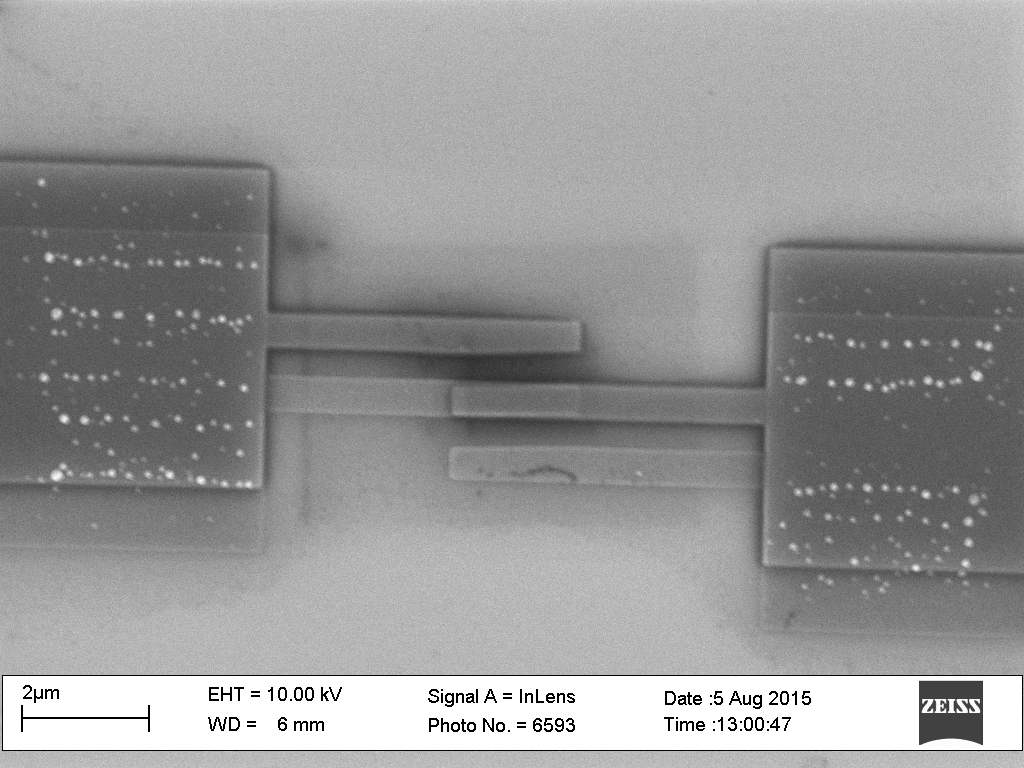 2µm
EHT = 10.00 kV
Signal A = InLens
Date :5 Aug 2015
WD = 6 mm
Photo No. = 6593
Time :13:00:47
ZEISS